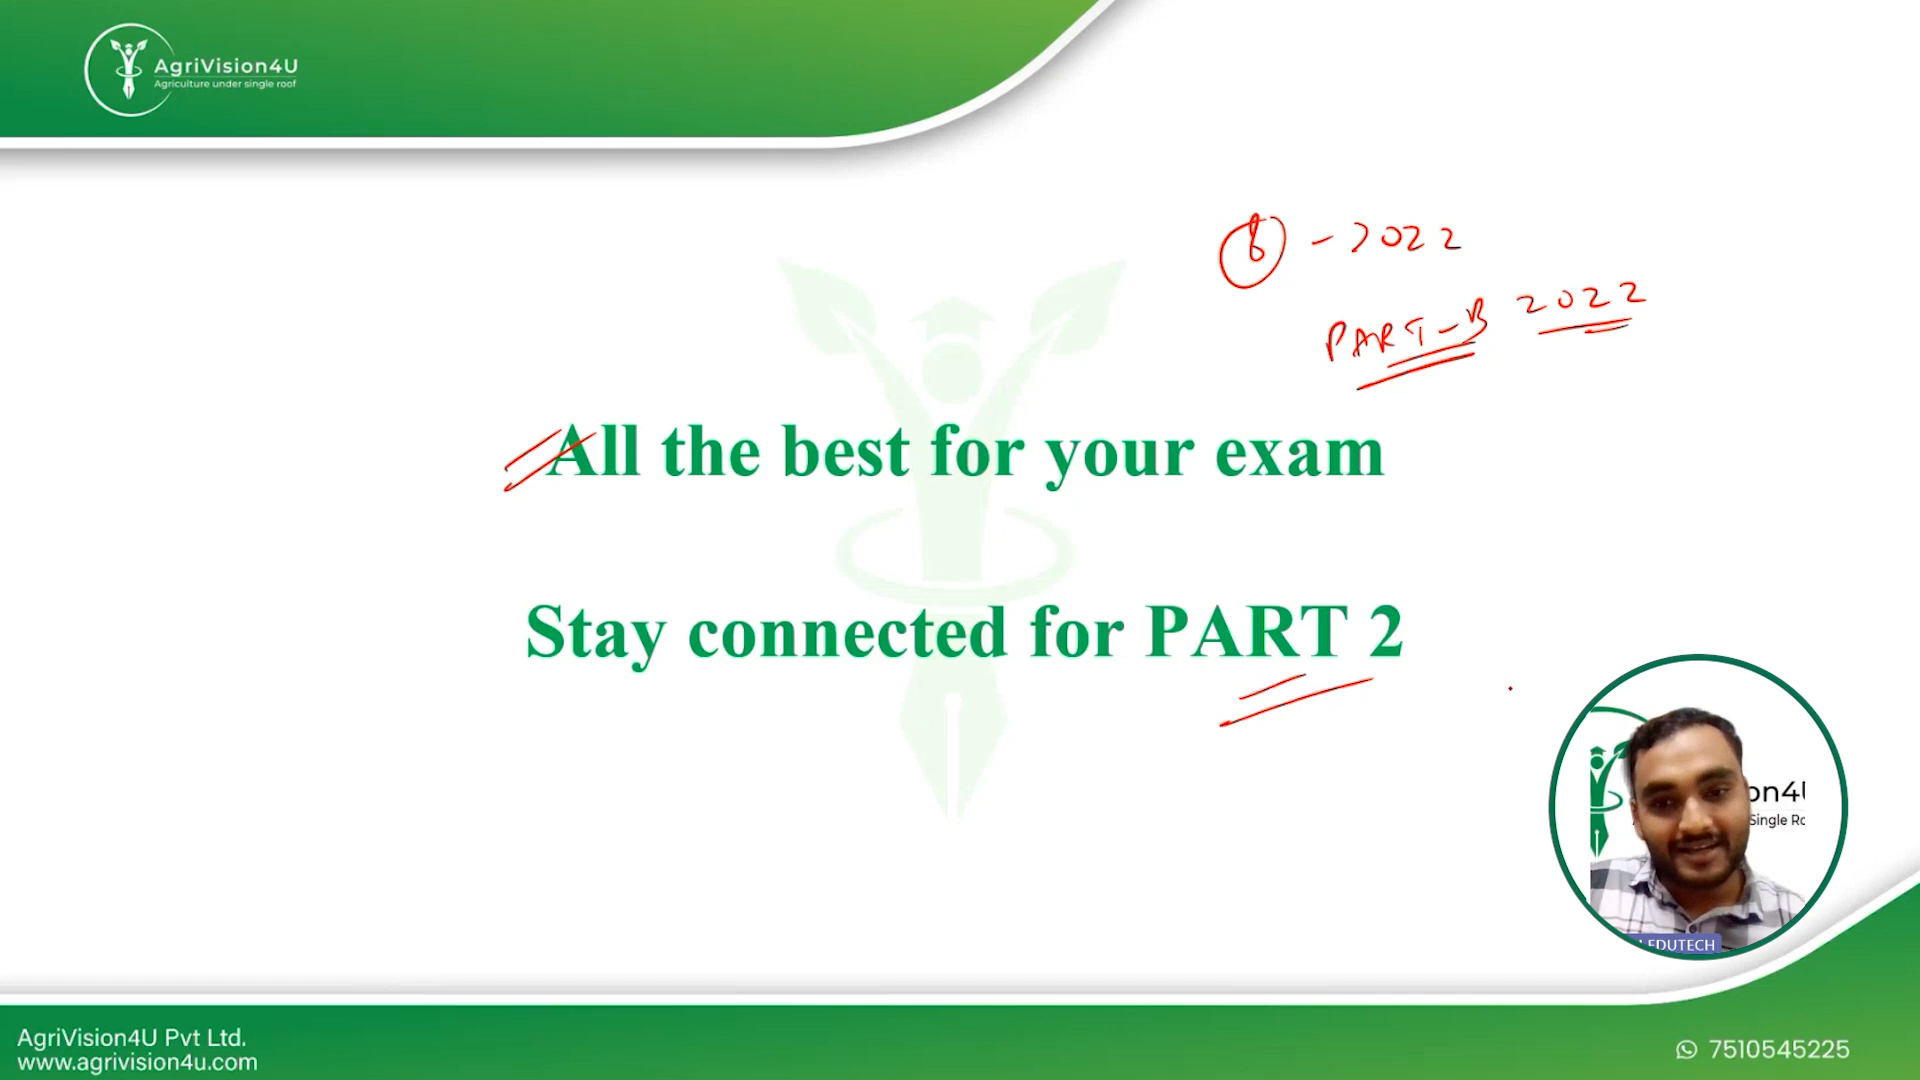 AgriVision4U
Agriculture under single roof
6 - 2022
PART-B 2022
All the best for your exam
Stay connected for PART 2
on4U
Single Ro
EDUTECH
AgriVision4U Pvt Ltd.
www.agrivision4u.com
7510545225